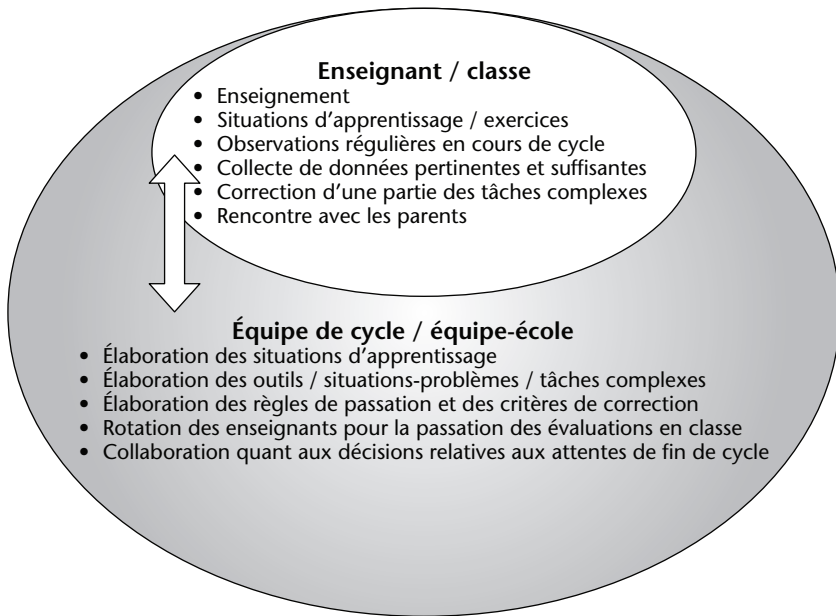 Enseignant / classe
• Enseignement
• Situations d'apprentissage / exercices
• Observations régulières en cours de cycle
• Collecte de données pertinentes et suffisantes
• Correction d'une partie des tâches complexes
• Rencontre avec les parents
Équipe de cycle / équipe-école
• Élaboration des situations d'apprentissage
• Élaboration des outils / situations-problèmes / tâches complexes
• Élaboration des règles de passation et des critères de correction
• Rotation des enseignants pour la passation des évaluations en classe
• Collaboration quant aux décisions relatives aux attentes de fin de cycle